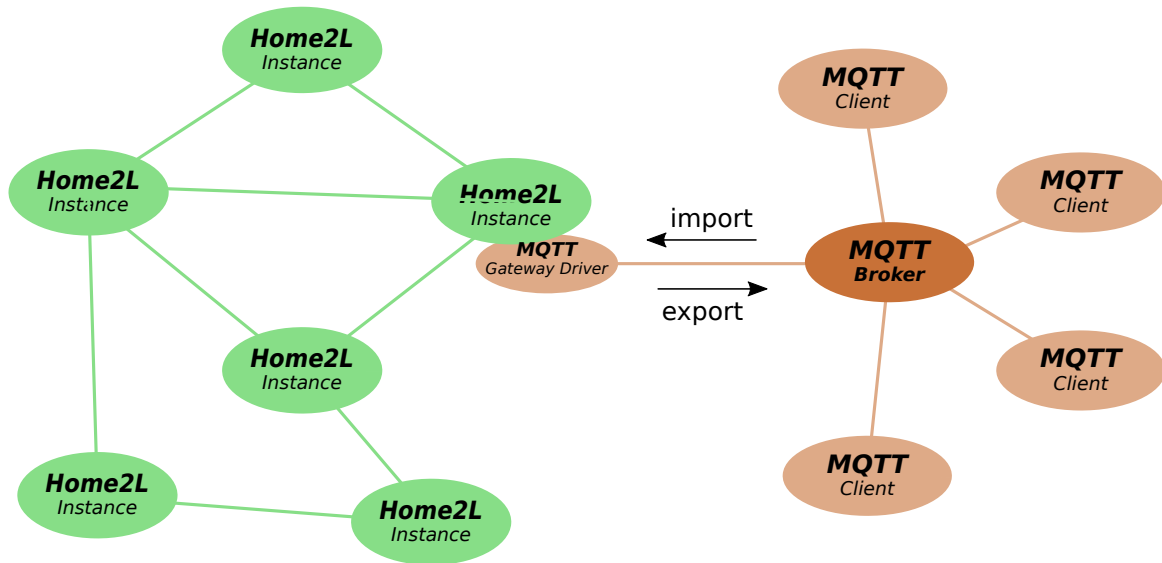 Home2L
Instance
MQTT
Client
Home2L
Instance
Home2L
Instance
MQTT
Client
import
MQTT
Gateway Driver
MQTT
Broker
export
Home2L
Instance
MQTT
Client
MQTT
Client
Home2L
Instance
Home2L
Instance